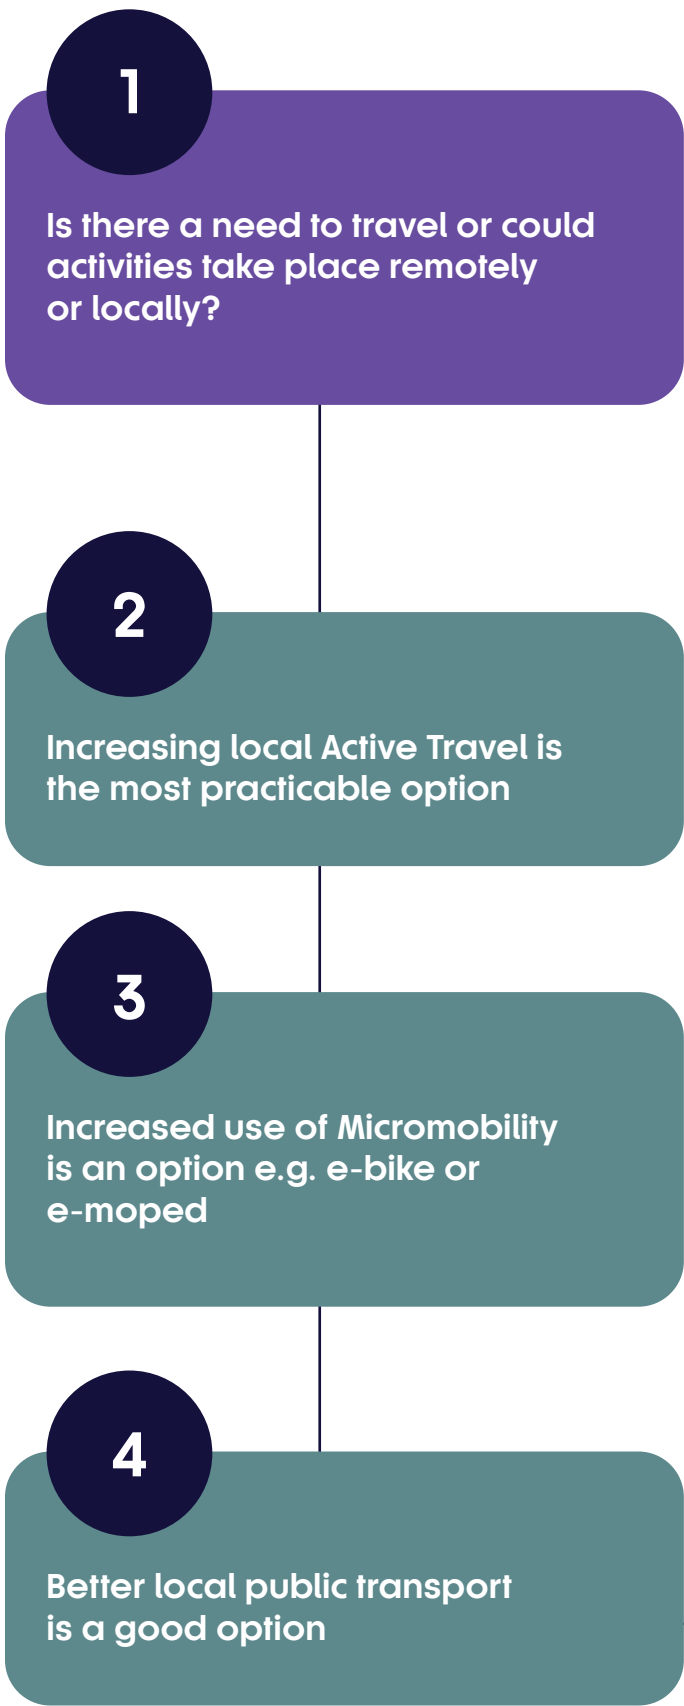 1
Is there a need to travel or could
activities take place remotely
or locally?
2
Increasing local Active Travel is
the most practicable option
3
Increased use of Micromobility
is an option e.g. e-bike or
e-moped
4
Better local public transport
is a good option